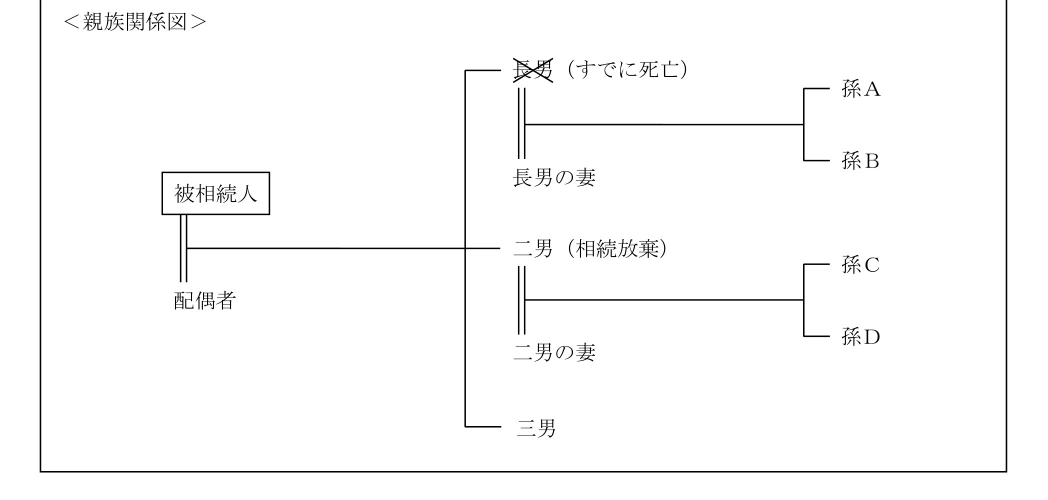 ＜親族関係図＞
長男（すでに死亡）
孫A
孫B
長男の妻
被相続人
二男（相続放棄）
孫C
配偶者
孫D
二男の妻
三男